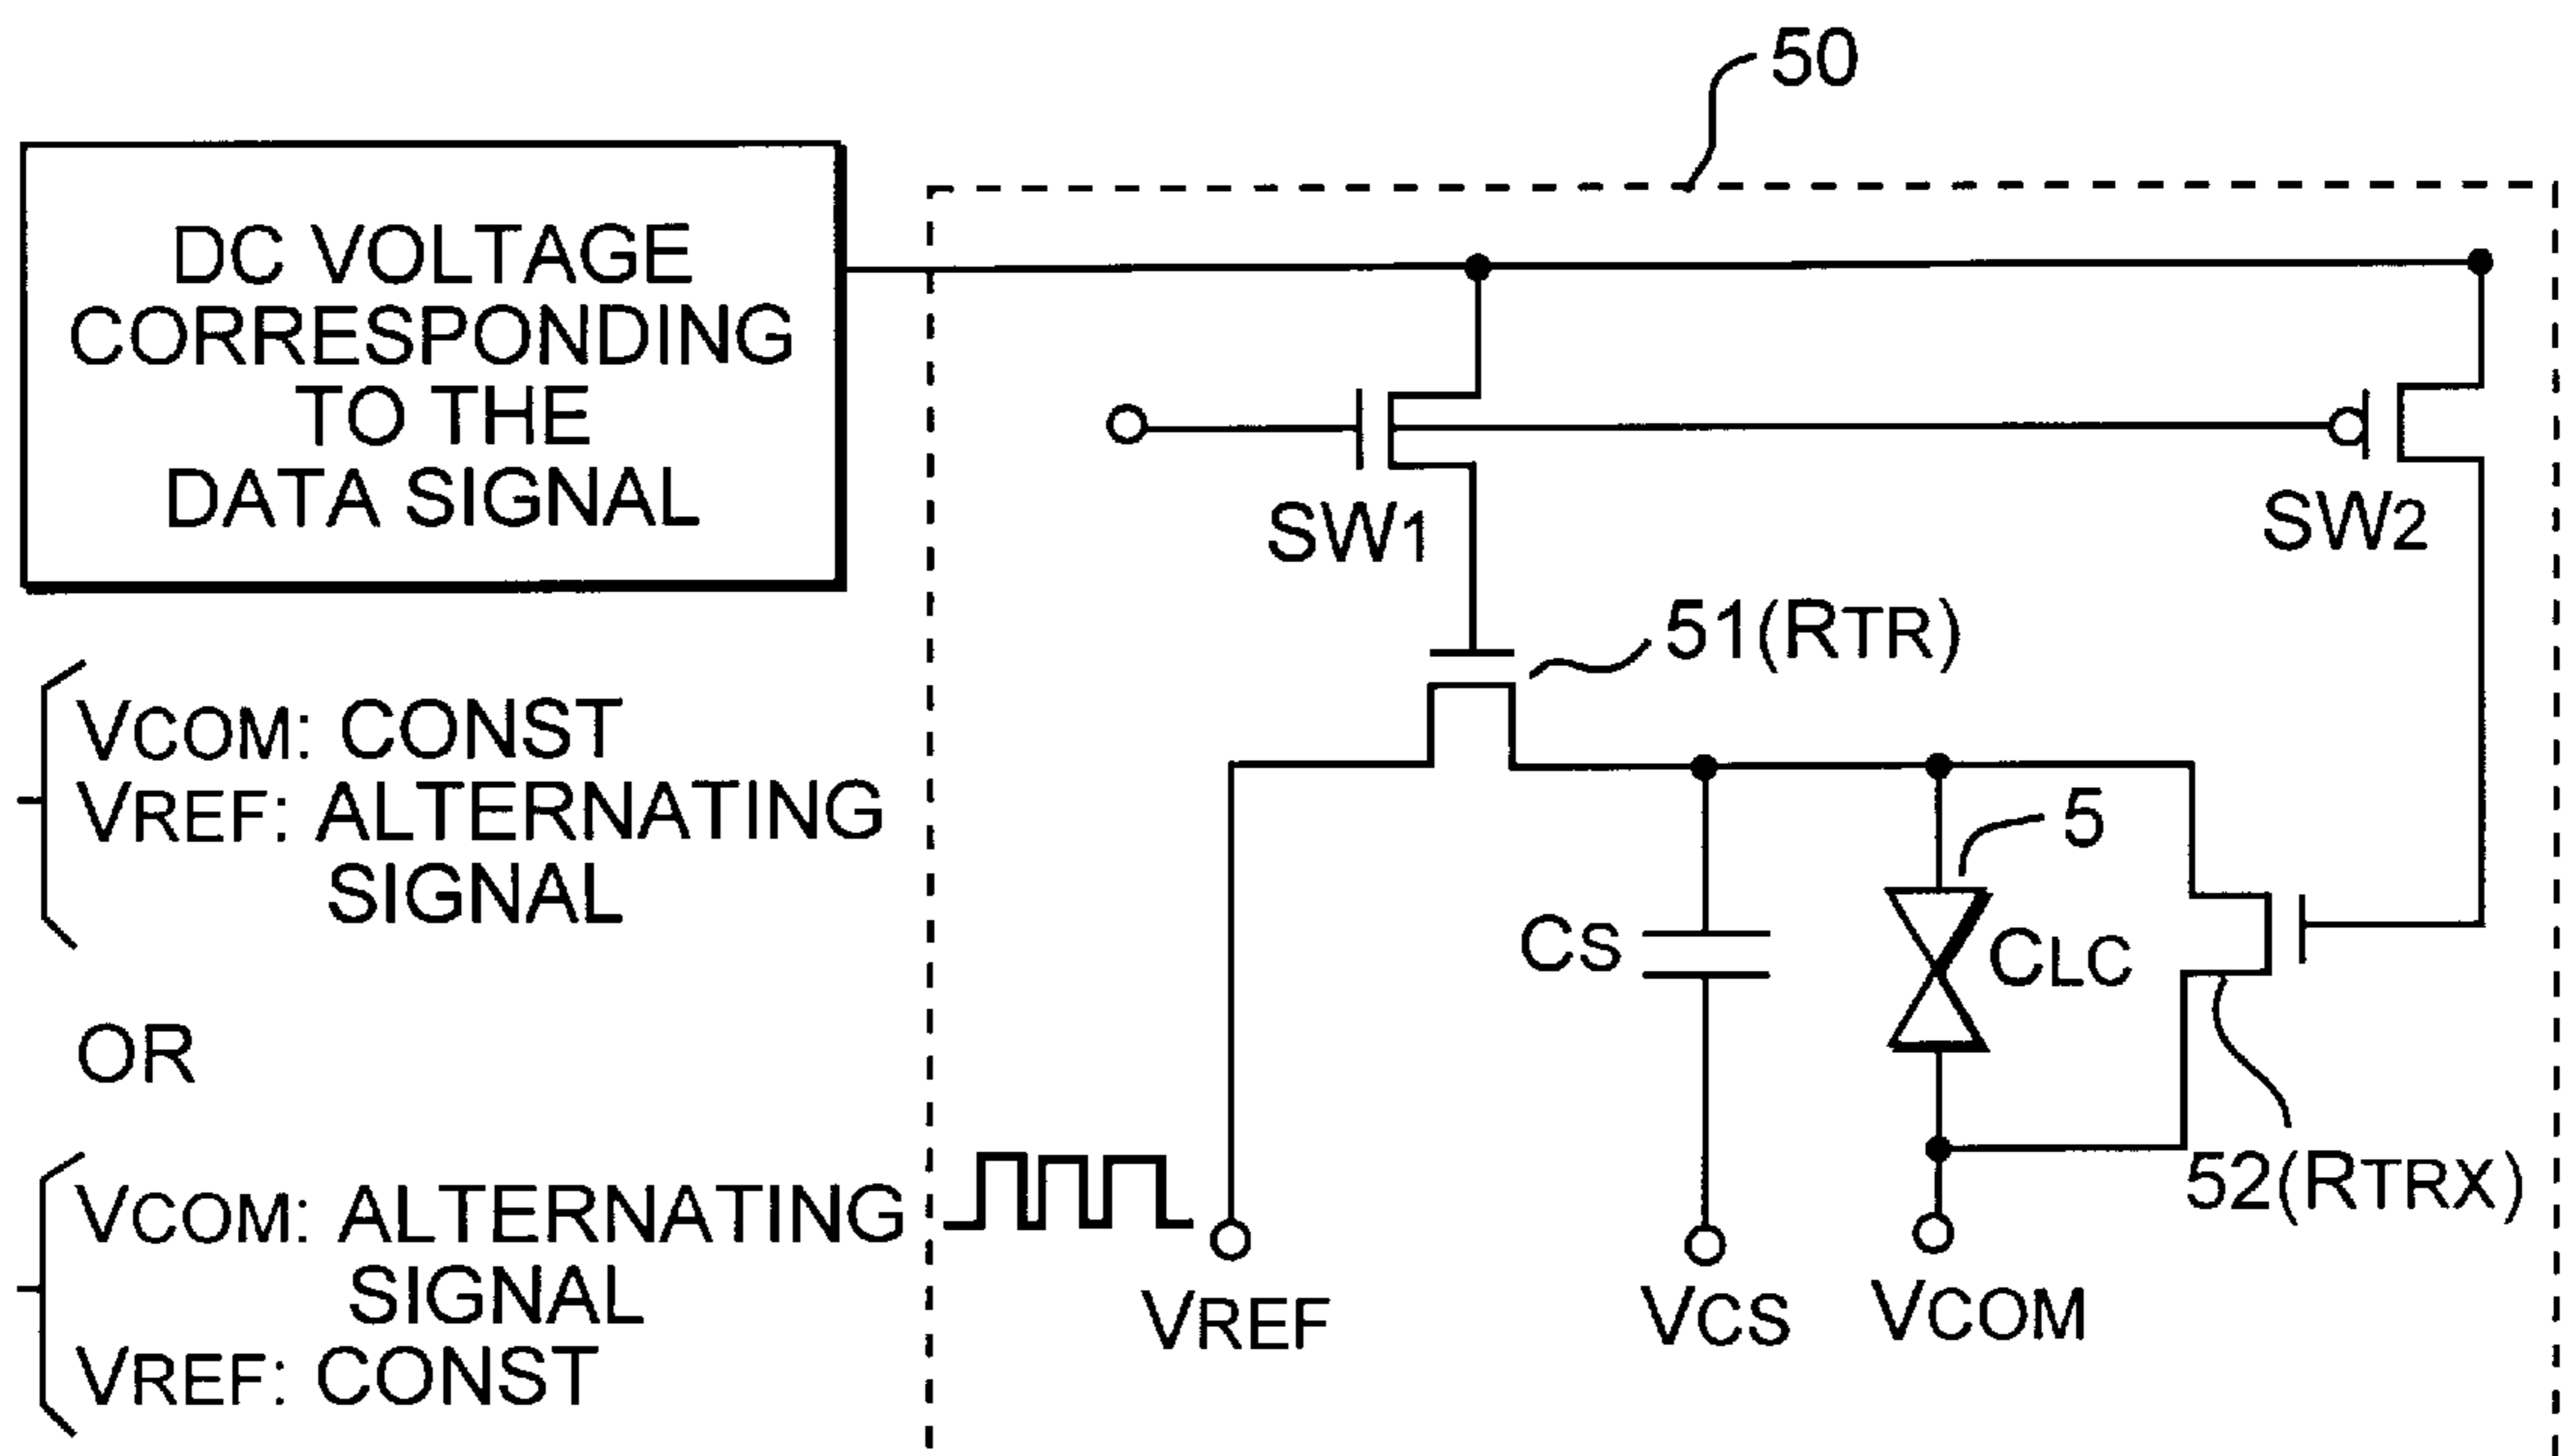 50
DC VOLTAGE
CORRESPONDING
TO THE
DATA SIGNAL
SW1
SW2
51(RTR)
VCOM: CONST
VREF: ALTERNATING
SIGNAL
5
CS
CLC
OR
52(RTRX)
VCOM: ALTERNATING
SIGNAL
VREF: CONST
VREF
VCS
VCOM